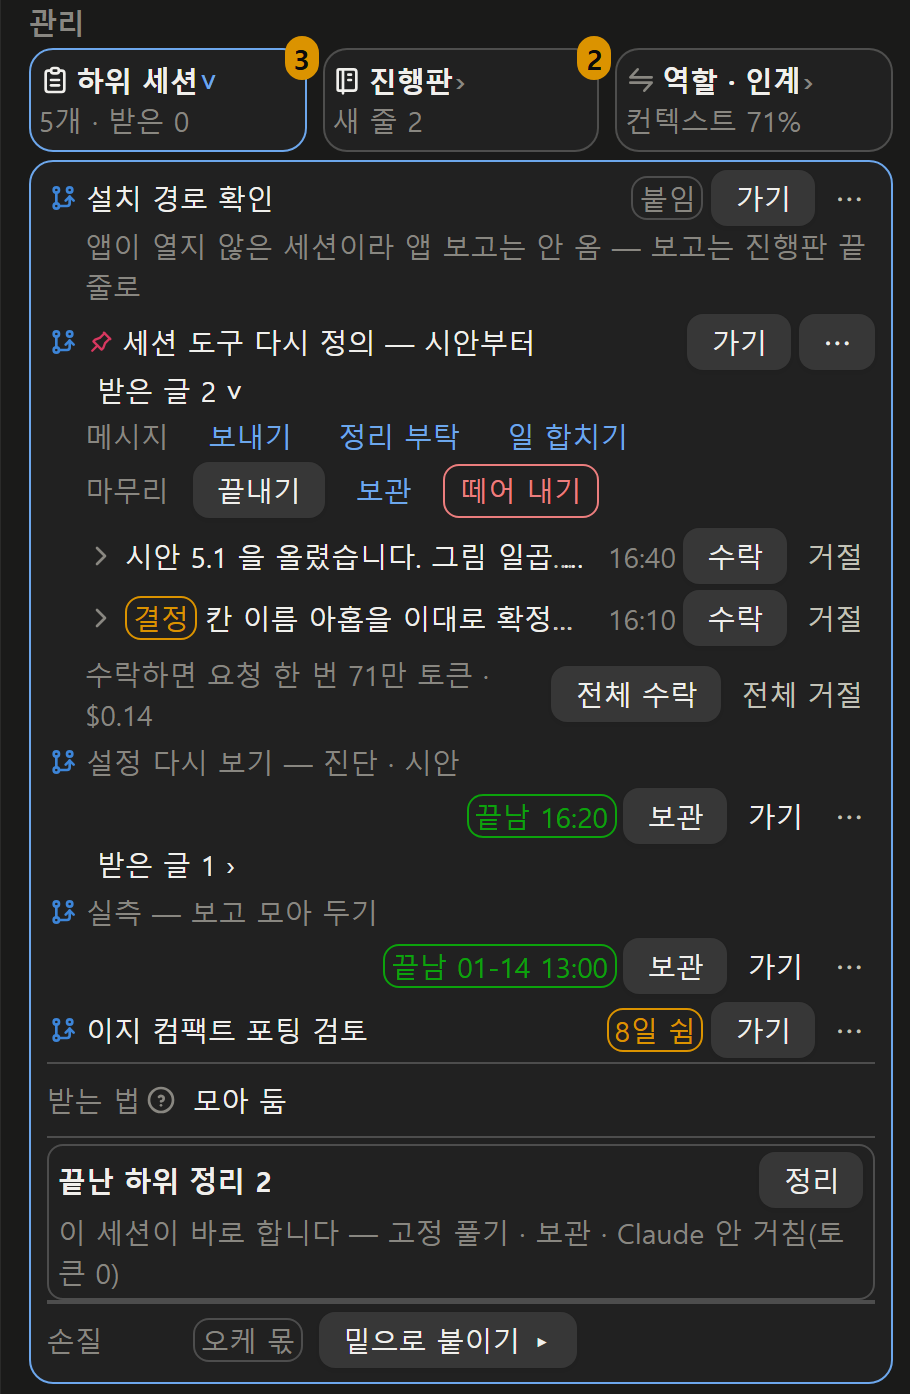 관리
하위 세션˅ 3
5개 · 받은 0
진행판› 2
새 줄 2
역할 · 인계›
컨텍스트 71%
설치 경로 확인 붙임 가기 ···
앱이 열지 않은 세션이라 앱 보고는 안 옴 — 보고는 진행판 끝
줄로
세션 도구 다시 정의 — 시안부터 가기 ···
받은 글 2 ˅
메시지 보내기 정리 부탁 일 합치기
마무리 끝내기 보관 떼어 내기
시안 5.1 을 올렸습니다. 그림 일곱.… 16:40 수락 거절
결정 칸 이름 아홉을 이대로 확정... 16:10 수락 거절
수락하면 요청 한 번 71만 토큰 ·
$0.14
전체 수락 전체 거절
설정 다시 보기 — 진단 · 시안
끝남 16:20 보관 가기 ···
받은 글 1 ›
실측 — 보고 모아 두기
끝남 01-14 13:00 보관 가기 ···
이지 컴팩트 포팅 검토 8일 쉼 가기 ···
받는 법 ? 모아 둠
끝난 하위 정리 2 정리
이 세션이 바로 합니다 — 고정 풀기 · 보관 · Claude 안 거침(토
큰 0)
손질 오케 몫 밑으로 붙이기 ▸